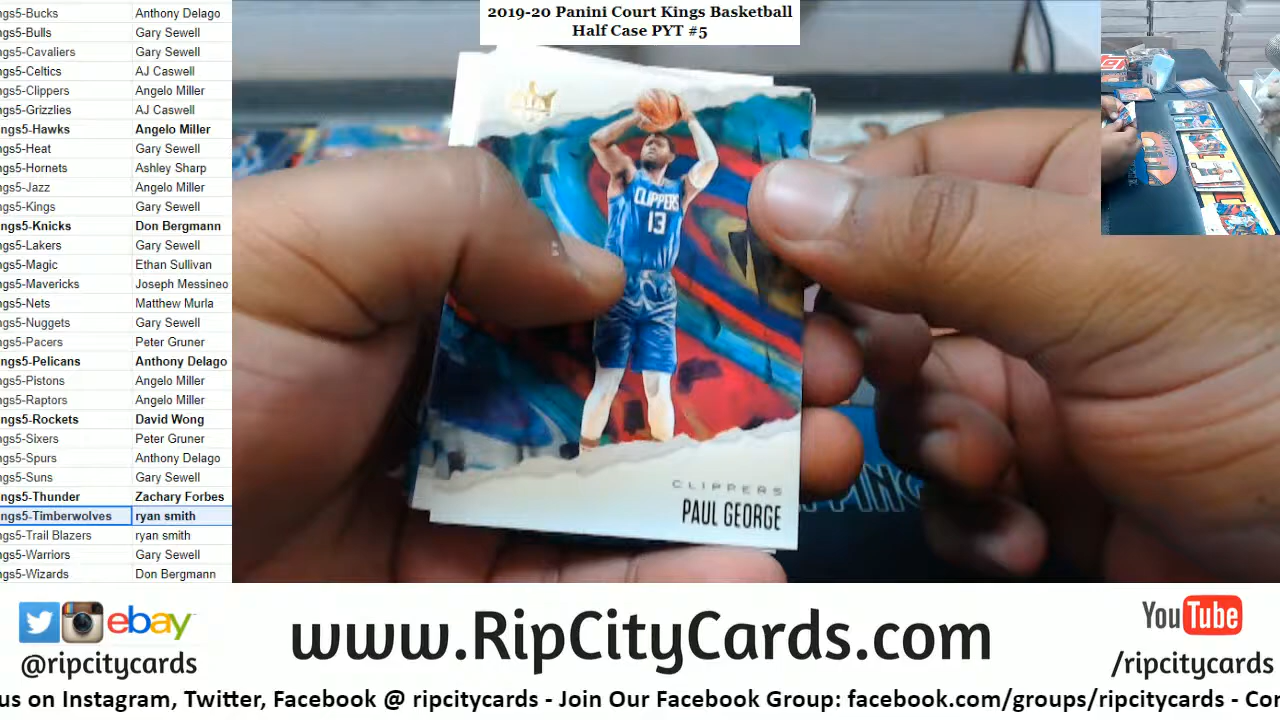 2019-20 Panini Court Kings Basketball
Half Case PYT #5
ngs5-Bucks Anthony Delago
ngs5-Bulls Gary Sewell
ngs5-Cavaliers Gary Sewell
ngs5-Celtics AJ Caswell
ngs5-Clippers Angelo Miller
ngs5-Grizzlies AJ Caswell
ngs5-Hawks Angelo Miller
ngs5-Heat Gary Sewell
ngs5-Hornets Ashley Sharp
ngs5-Jazz Angelo Miller
ngs5-Kings Gary Sewell
ngs5-Knicks Don Bergmann
ngs5-Lakers Gary Sewell
ngs5-Magic Ethan Sullivan
ngs5-Mavericks Joseph Messineo
ngs5-Nets Matthew Murla
ngs5-Nuggets Gary Sewell
ngs5-Pacers Peter Gruner
ngs5-Pelicans Anthony Delago
ngs5-Pistons Angelo Miller
ngs5-Raptors Angelo Miller
ngs5-Rockets David Wong
ngs5-Sixers Peter Gruner
ngs5-Spurs Anthony Delago
ngs5-Suns Gary Sewell
ngs5-Thunder Zachary Forbes
ngs5-Timberwolves ryan smith
ngs5-Trail Blazers ryan smith
ngs5-Warriors Gary Sewell
ngs5-Wizards Don Bergmann
CLIPPERS
13
CLIPPERS
PAUL GEORGE
ebay
@ripcitycards
www.RipCityCards.com
YouTube
/ripcitycards
us on Instagram, Twitter, Facebook @ ripcitycards - Join Our Facebook Group: facebook.com/groups/ripcitycards - Con